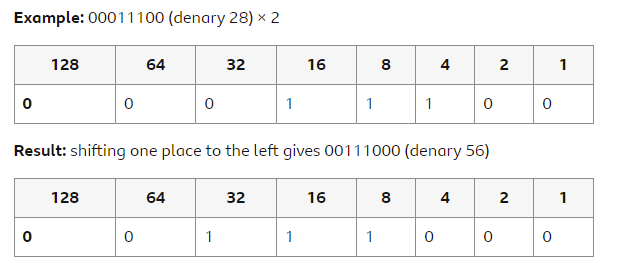 Example: 00011100 (denary 28) × 2
128 64 32 16 8 4 2 1
0 0 0 1 1 1 0 0
Result: shifting one place to the left gives 00111000 (denary 56)
128 64 32 16 8 4 2 1
0 0 1 1 1 0 0 0